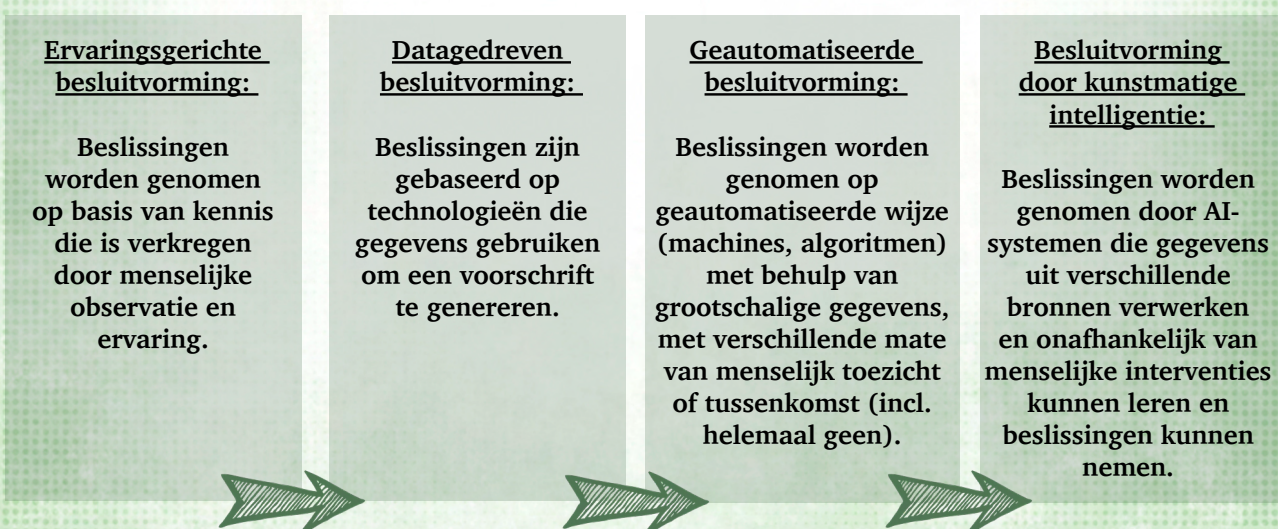 Ervaringsgerichte
besluitvorming:
Beslissingen
worden genomen
op basis van kennis
die is verkregen
door menselijke
observatie en
ervaring.
Datagedreven
besluitvorming:
Beslissingen zijn
gebaseerd op
technologieën die
gegevens gebruiken
om een voorschrift
te genereren.
Geautomatiseerde
besluitvorming:
Beslissingen worden
genomen op
geautomatiseerde wijze
(machines, algoritmen)
met behulp van
grootschalige gegevens,
met verschillende mate
van menselijk toezicht
of tussenkomst (incl.
helemaal geen).
Besluitvorming
door kunstmatige
intelligentie:
Beslissingen worden
genomen door AI-
systemen die gegevens
uit verschillende
bronnen verwerken
en onafhankelijk van
menselijke interventies
kunnen leren en
beslissingen kunnen
nemen.